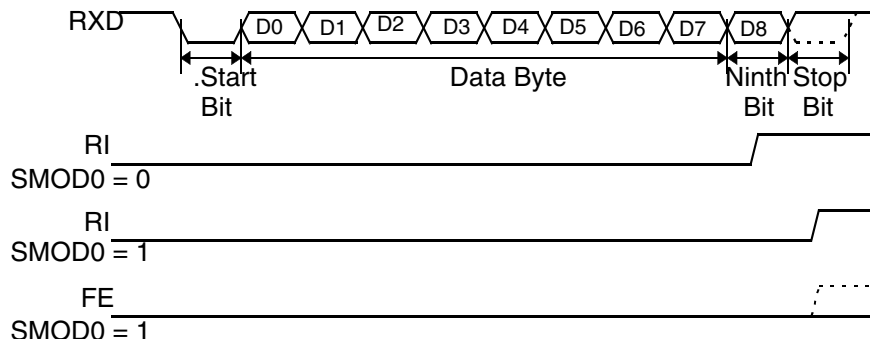 RXD D0 D1 D2 D3 D4 D5 D6 D7 D8
.Start Data Byte Ninth Stop
Bit Bit Bit
RI
SMOD0 = 0
RI
SMOD0 = 1
FE
SMOD0 = 1